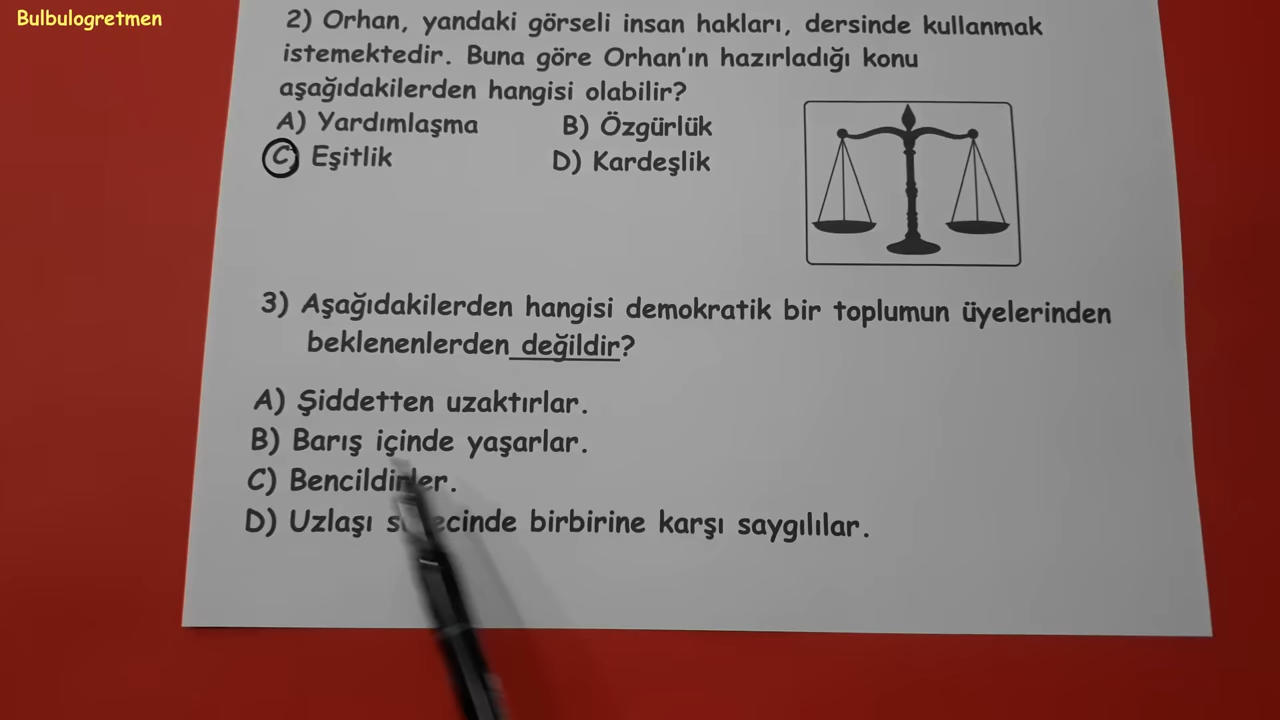 Bulbulogretmen
2) Orhan, yandaki görseli insan hakları, dersinde kullanmak
istemektedir. Buna göre Orhan'ın hazırladığı konu
aşağıdakilerden hangisi olabilir?
A) Yardımlaşma B) Özgürlük
C) Eşitlik D) Kardeşlik
3) Aşağıdakilerden hangisi demokratik bir toplumun üyelerinden
beklenenlerden değildir?
A) Şiddetten uzaktırlar.
B) Barış içinde yaşarlar.
C) Bencildirler.
D) Uzlaşı sürecinde birbirine karşı saygılılar.